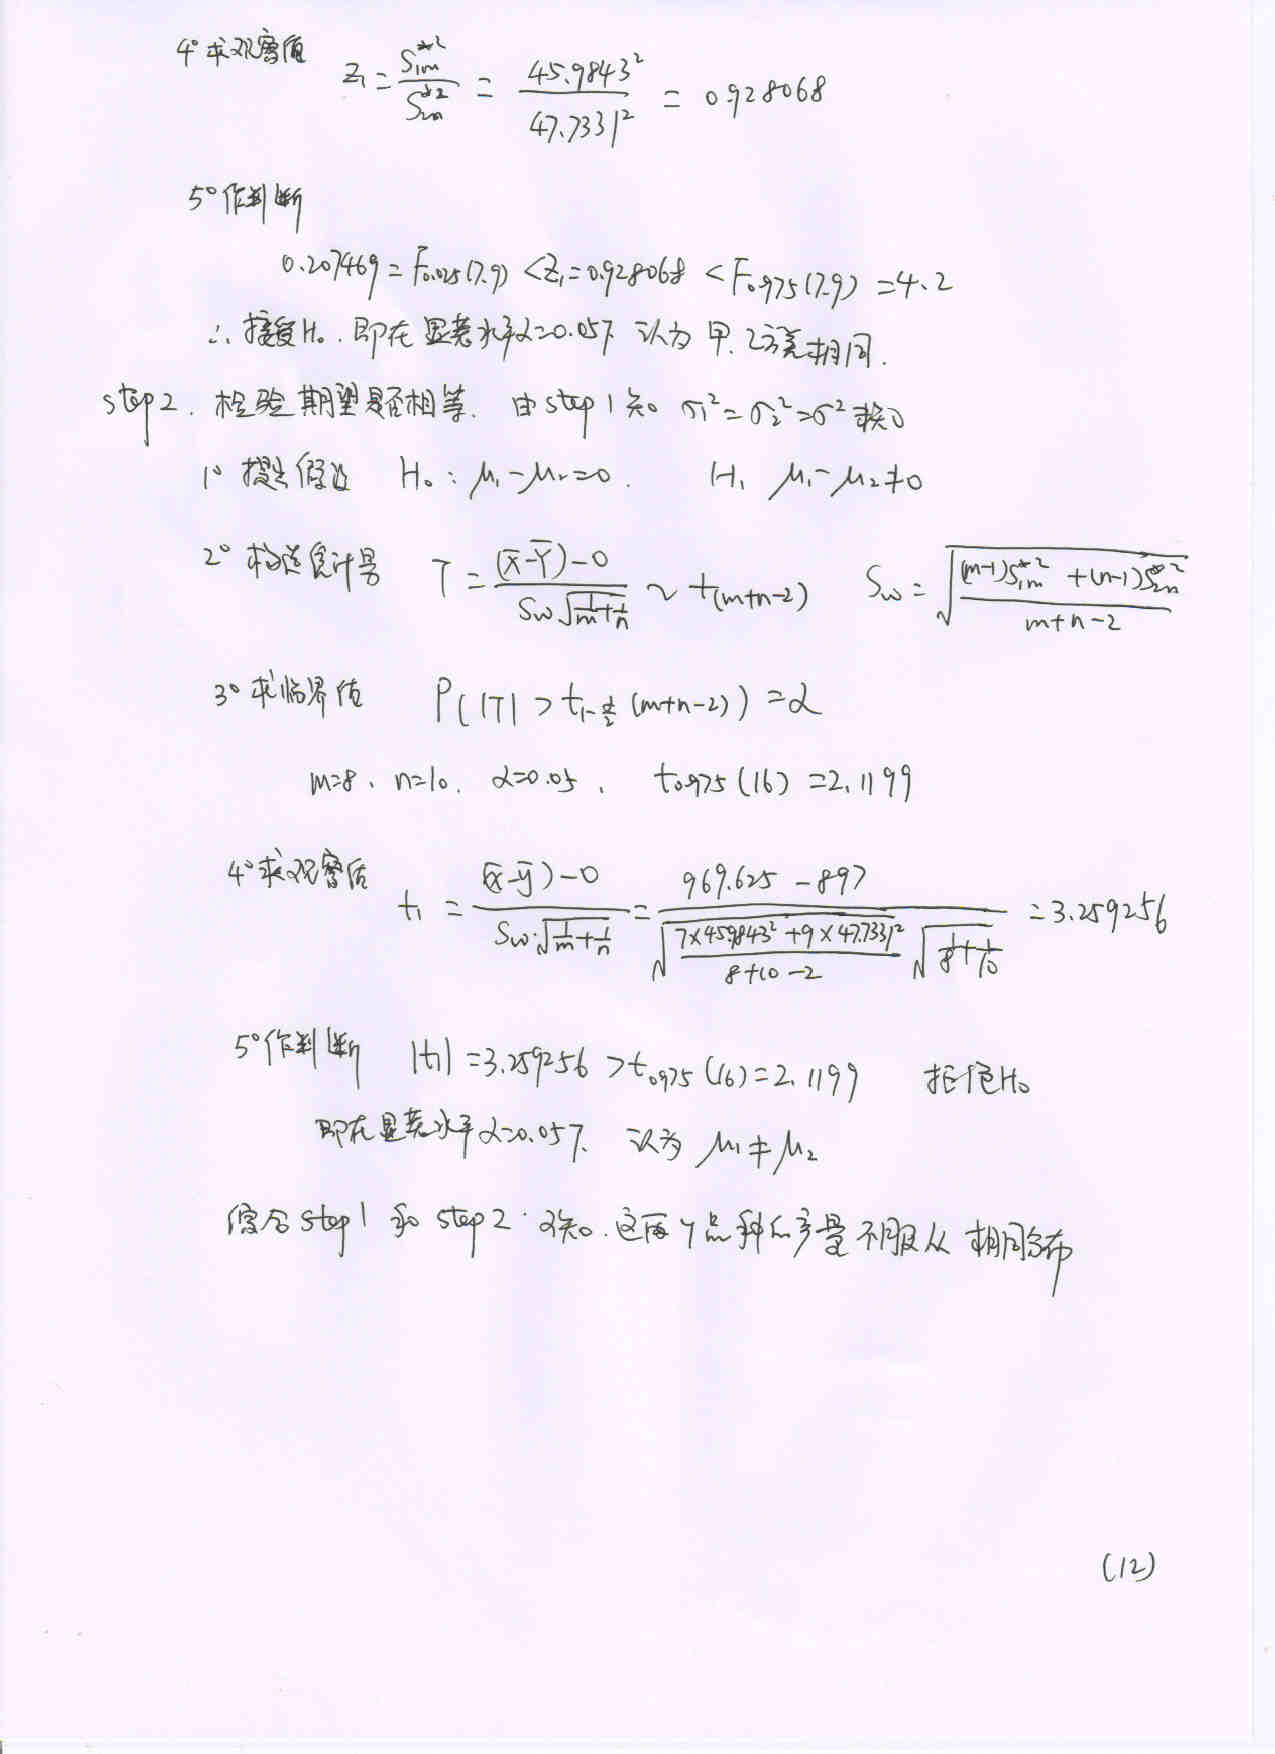 4° 求观察值 z₁ = S₁ₘ*² / S₂ₙ*² = 45.9843² / 47.7331² = 0.928068
5° 作判断
0.207469 = F₀.₀₂₅(7.9) < z₁ = 0.928068 < F₀.₉₇₅(7.9) = 4.2
∴ 接受H₀. 即在显著水平α=0.05下 认为甲.乙方差相同.
step 2. 检验期望是否相等. 由step 1知 σ₁² = σ₂² = σ² 未知
1° 提出假设 H₀: μ₁-μ₂=0. H₁ μ₁-μ₂≠0
2° 构造统计量 T = ((X̄-Ȳ)-0) / (Sw√(1/m+1/n)) ~ t(m+n-2) Sw = √(((m-1)S₁ₘ*² + (n-1)S₂ₙ*²) / (m+n-2))
3° 求临界值 P(|T| > t₁₋α/₂ (m+n-2)) = α
m=8, n=10. α=0.05, t₀.₉₇₅(16) = 2.1199
4° 求观察值 t₁ = ((x̄-ȳ)-0) / (Sw·√(1/m+1/n)) = (969.625-897) / (√((7×45.9843²+9×47.7331²) / (8+10-2)) √(1/8+1/10)) = 3.259256
5° 作判断 |t₁| = 3.259256 > t₀.₉₇₅(16) = 2.1199 拒绝H₀
即在显著水平α=0.05下. 认为 μ₁≠μ₂
综合step 1 和 step 2. 可知. 这两个品种的产量不服从相同分布
(12)